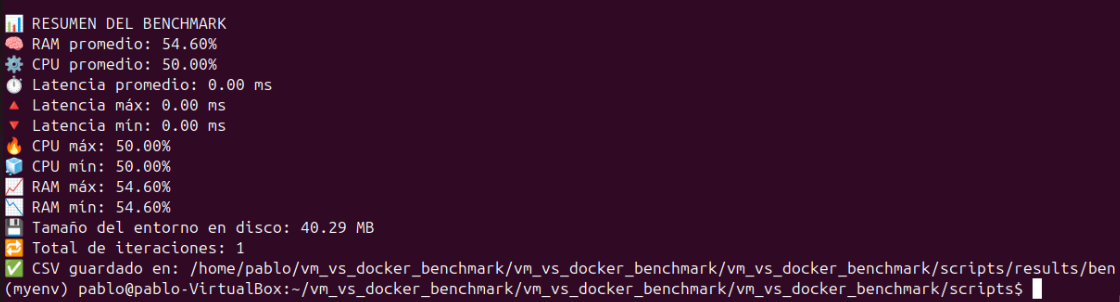 📊 RESUMEN DEL BENCHMARK
🧠 RAM promedio: 54.60%
⚙️ CPU promedio: 50.00%
⏱️ Latencia promedio: 0.00 ms
🔺 Latencia máx: 0.00 ms
🔻 Latencia mín: 0.00 ms
🔥 CPU máx: 50.00%
🧊 CPU mín: 50.00%
📈 RAM máx: 54.60%
📉 RAM mín: 54.60%
💾 Tamaño del entorno en disco: 40.29 MB
🔁 Total de iteraciones: 1
✅ CSV guardado en: /home/pablo/vm_vs_docker_benchmark/vm_vs_docker_benchmark/vm_vs_docker_benchmark/scripts/results/ben
(myenv) pablo@pablo-VirtualBox:~/vm_vs_docker_benchmark/vm_vs_docker_benchmark/vm_vs_docker_benchmark/scripts$